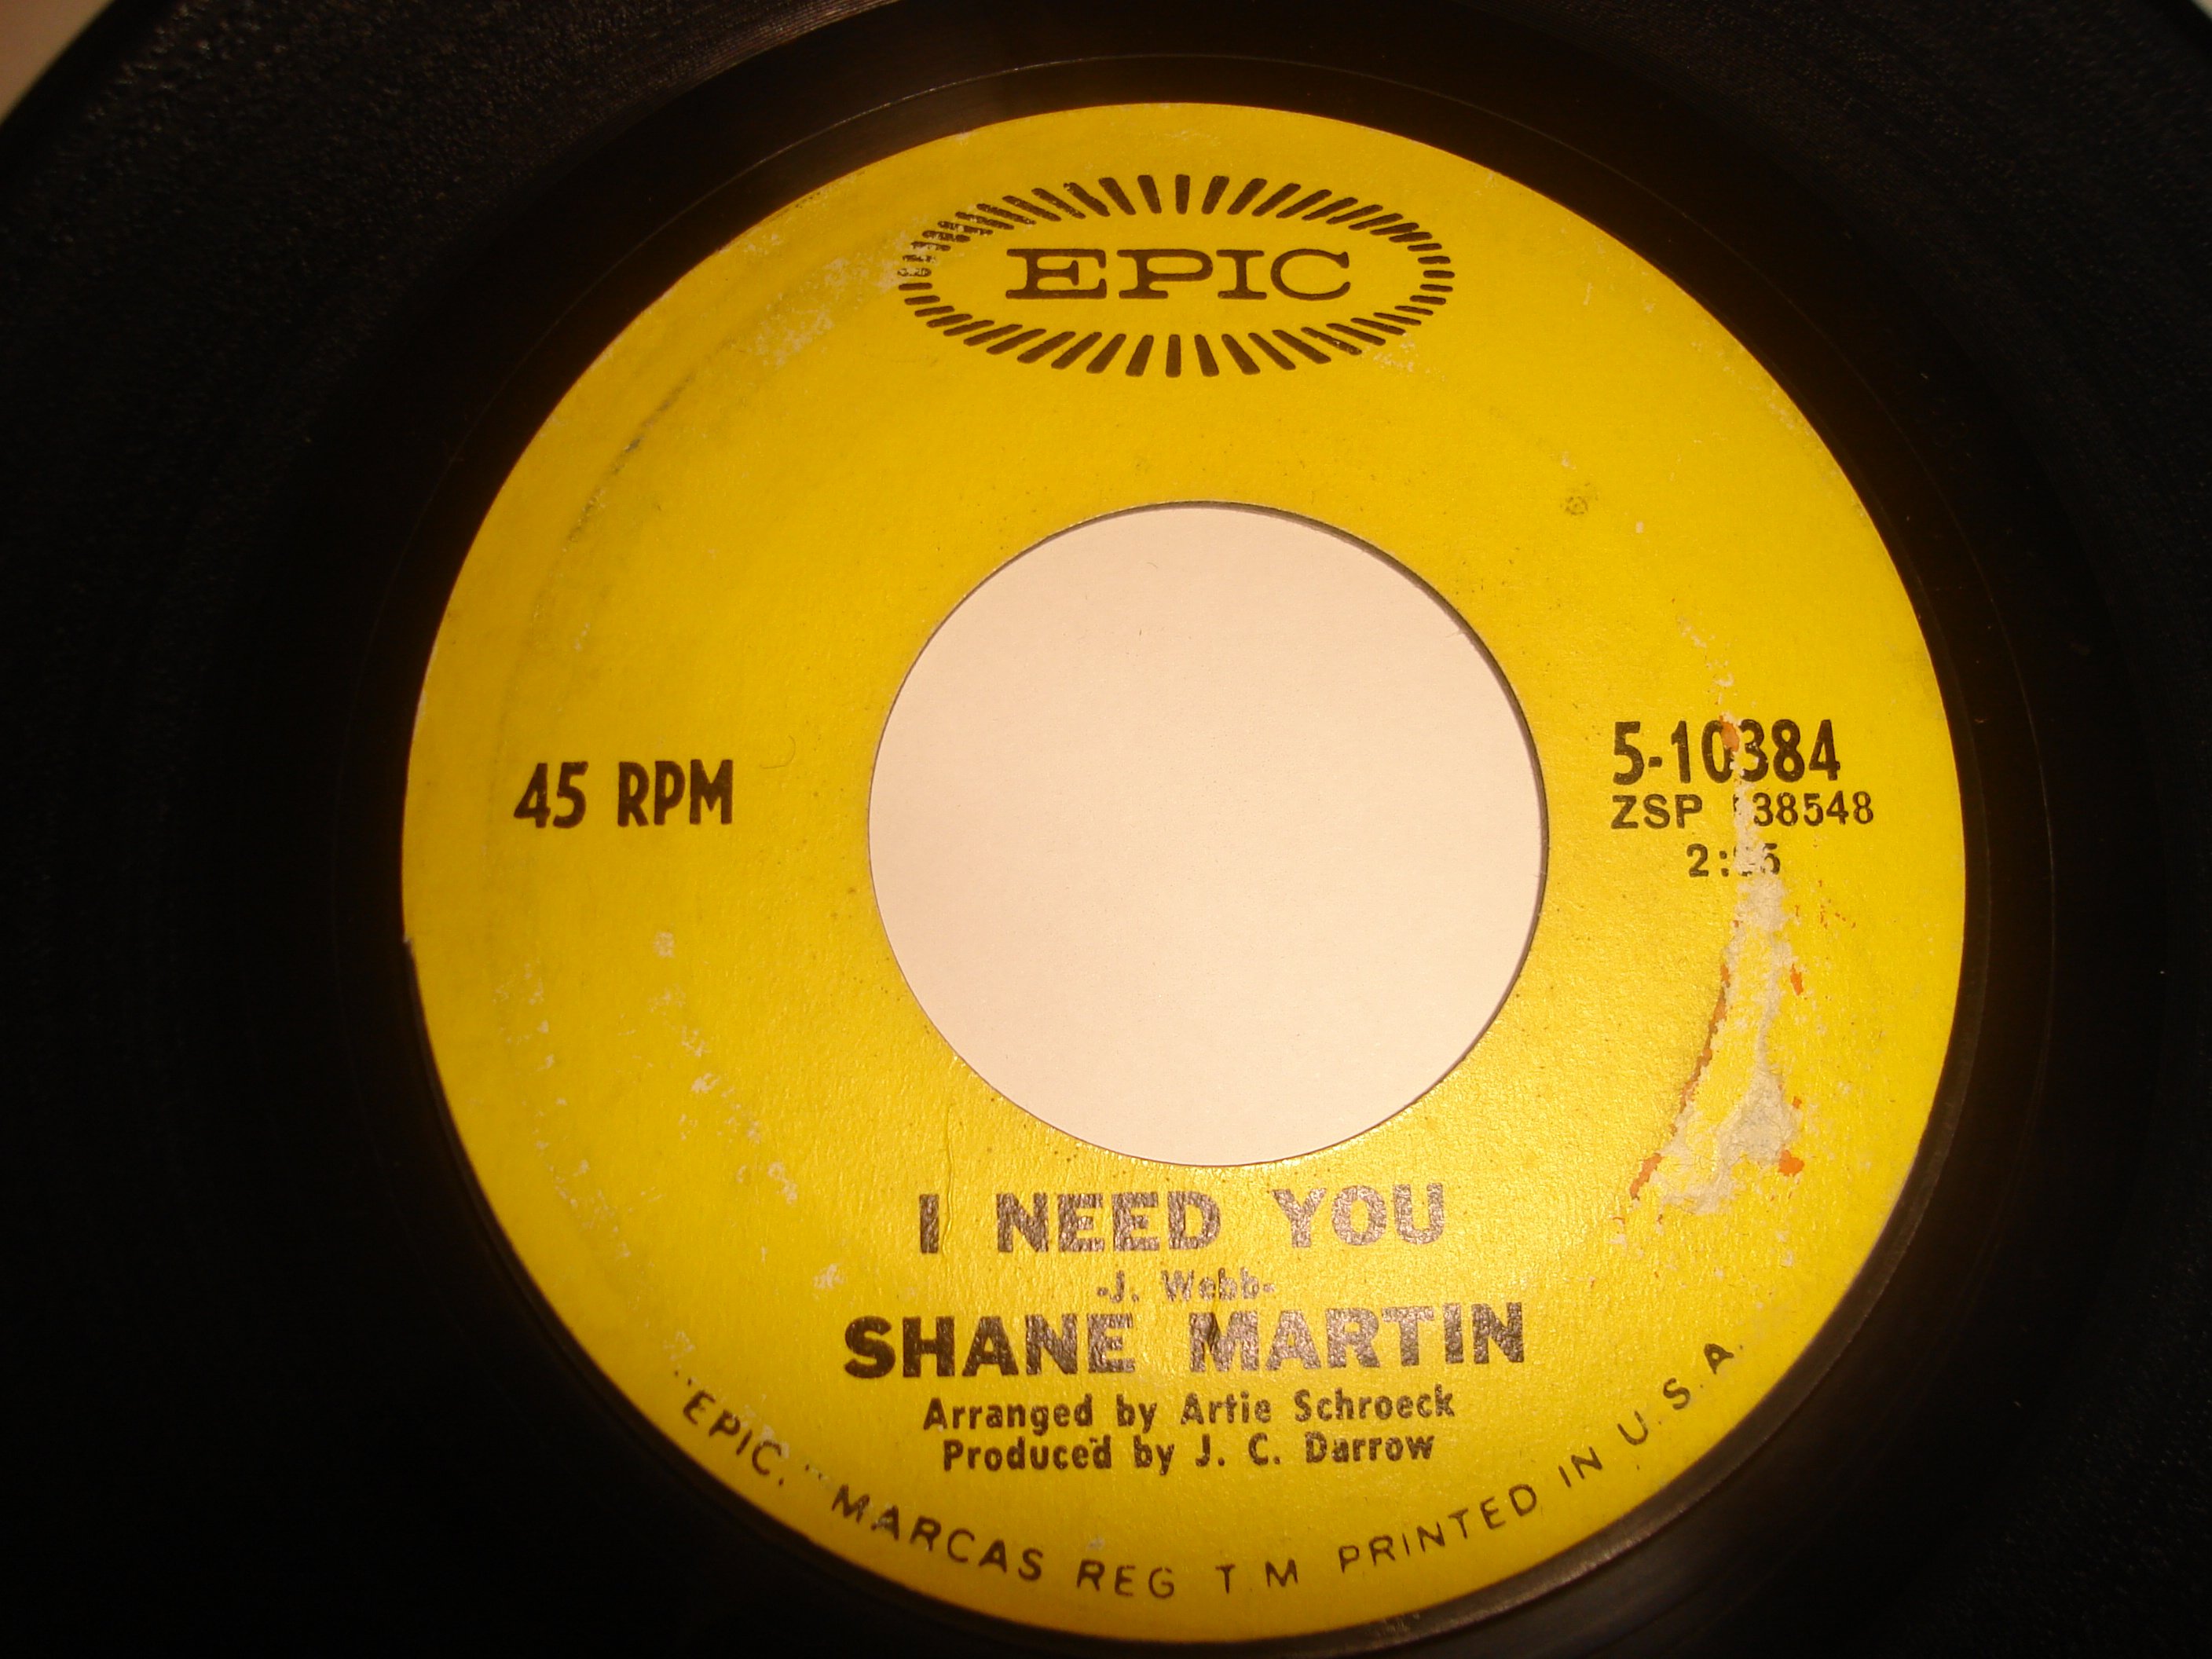 EPIC
45 RPM
5-10384
ZSP 138548
I NEED YOU
-J. Webb-
SHANE MARTIN
Arranged by Artie Schroeck
Produced by J. C. Darrow
"EPIC," MARCAS REG T M PRINTED IN U.S.A.